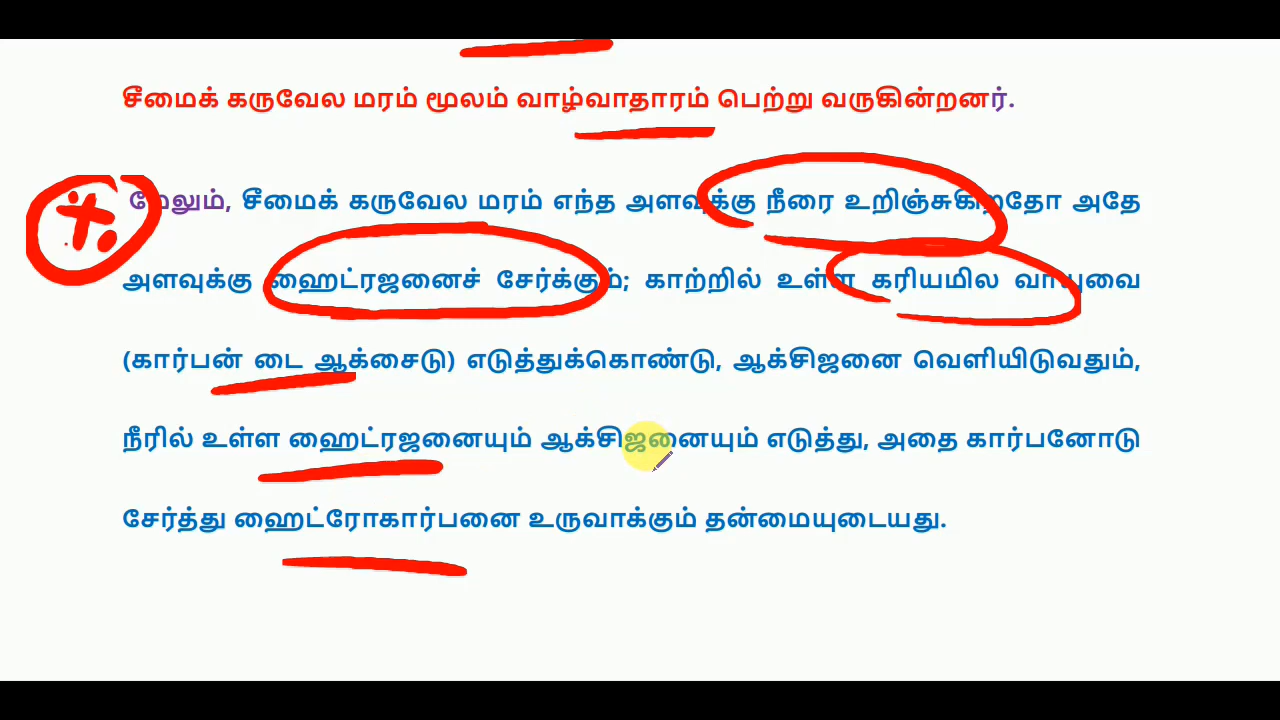 சீமைக் கருவேல மரம் மூலம் வாழ்வாதாரம் பெற்று வருகின்றனர்.
மேலும், சீமைக் கருவேல மரம் எந்த அளவுக்கு நீரை உறிஞ்சுகிறதோ அதே
அளவுக்கு ஹைட்ரஜனைச் சேர்க்கும்; காற்றில் உள்ள கரியமில வாயுவை
(கார்பன் டை ஆக்சைடு) எடுத்துக்கொண்டு, ஆக்சிஜனை வெளியிடுவதும்,
நீரில் உள்ள ஹைட்ரஜனையும் ஆக்சிஜனையும் எடுத்து, அதை கார்பனோடு
சேர்த்து ஹைட்ரோகார்பனை உருவாக்கும் தன்மையுடையது.